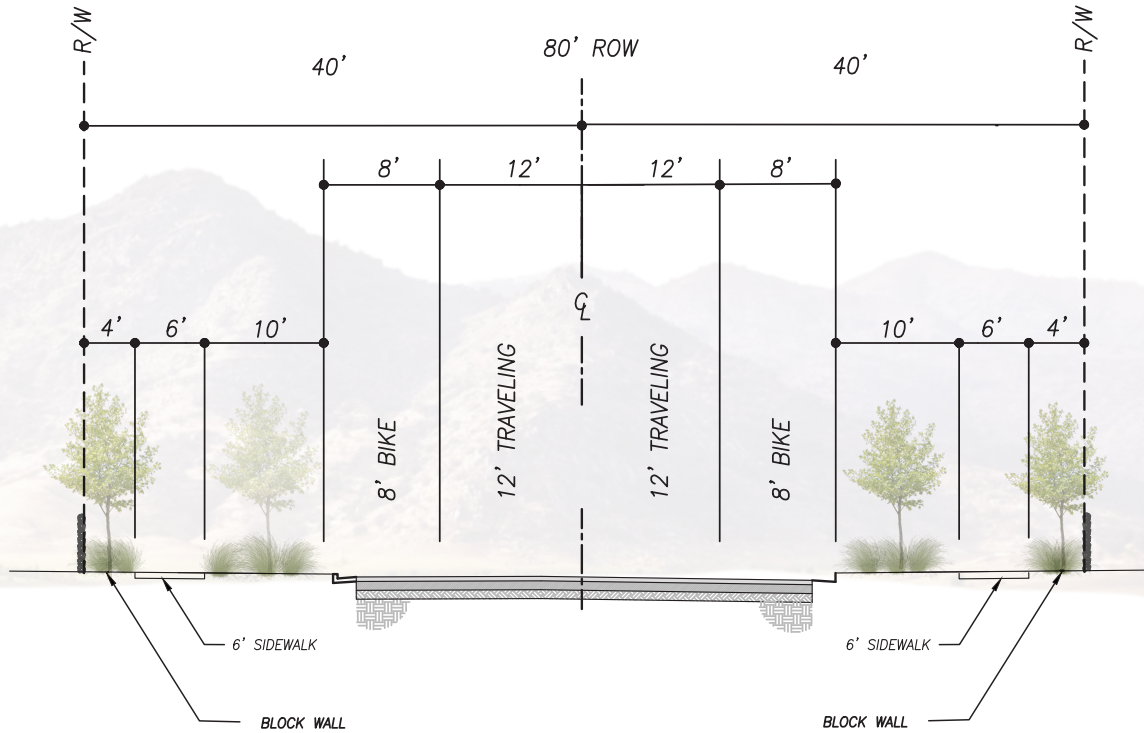 R/W
R/W
80' ROW
40'
40'
8'
12'
12'
8'
CL
4'
6'
10'
10'
6'
4'
8' BIKE
12' TRAVELING
12' TRAVELING
8' BIKE
6' SIDEWALK
6' SIDEWALK
BLOCK WALL
BLOCK WALL